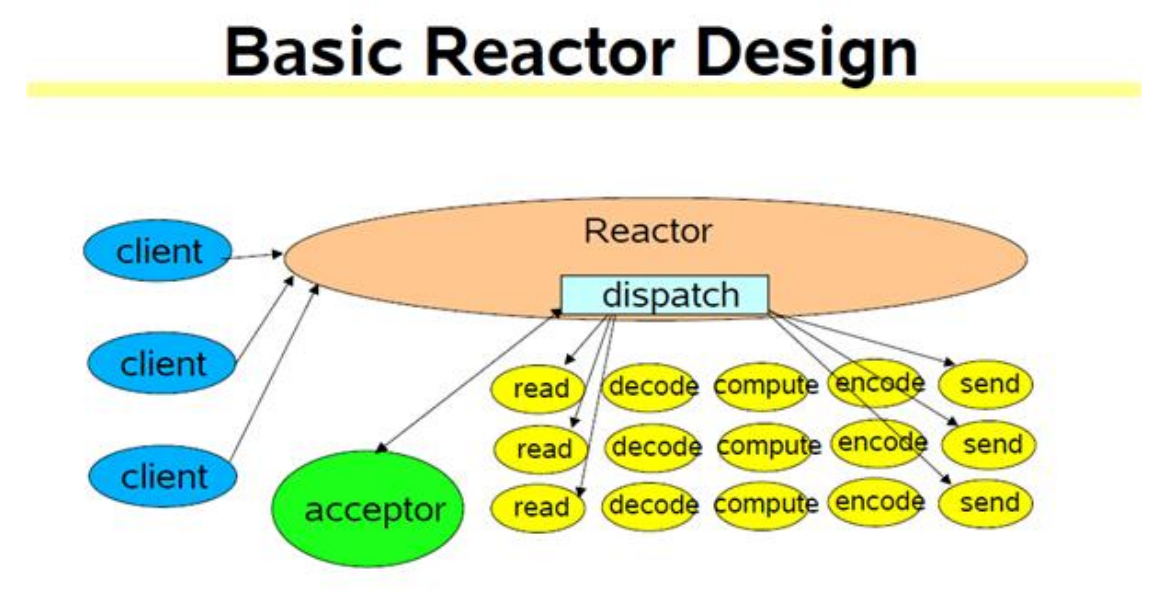 Basic Reactor Design
Reactor
client
dispatch
client
read decode compute encode send
client
read decode compute encode send
acceptor
read decode compute encode send